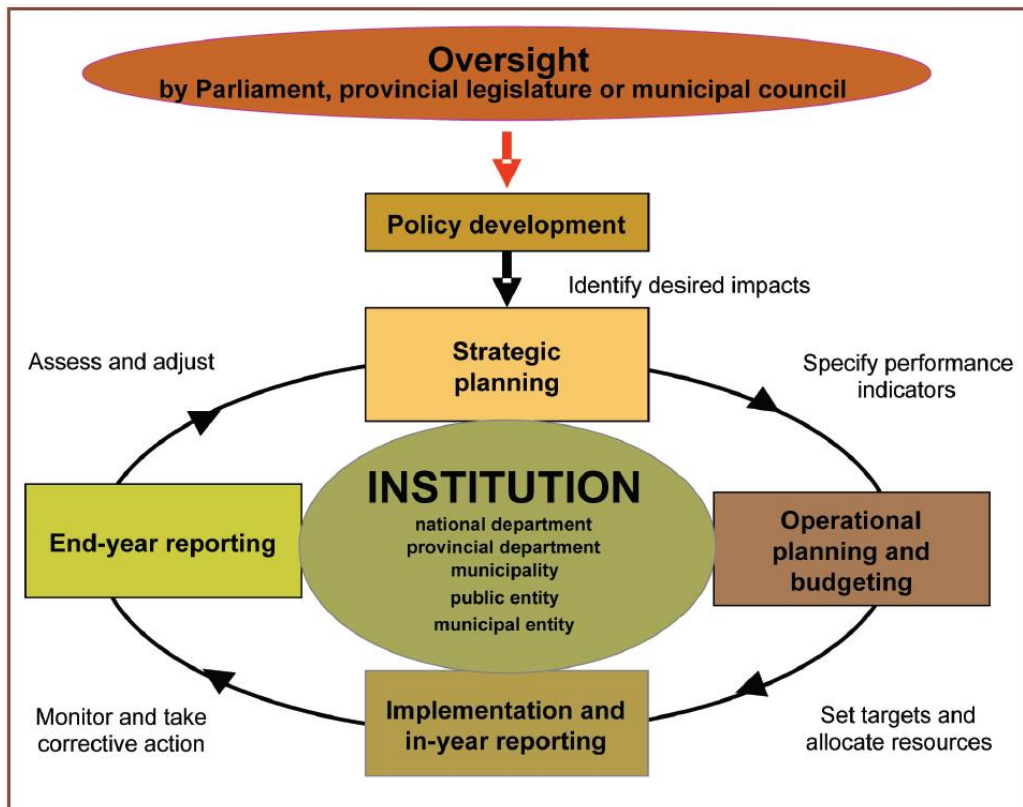 Oversight
by Parliament, provincial legislature or municipal council
Policy development
Identify desired impacts
Strategic
planning
Assess and adjust
Specify performance
indicators
INSTITUTION
national department
provincial department
municipality
public entity
municipal entity
End-year reporting
Operational
planning and
budgeting
Implementation and
in-year reporting
Monitor and take
corrective action
Set targets and
allocate resources